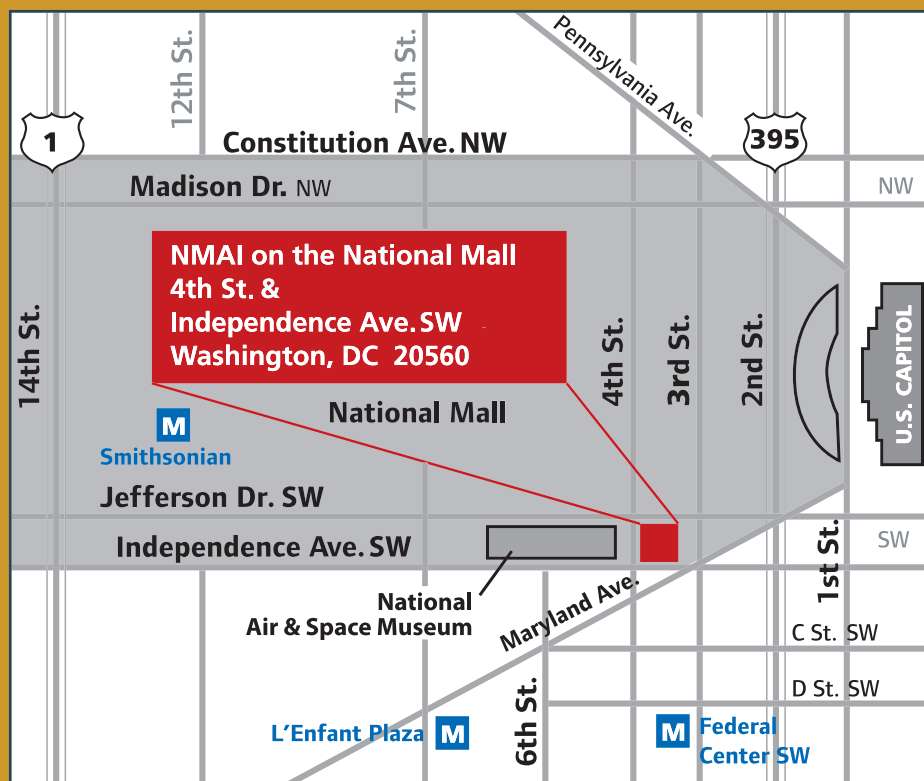 12th St.
7th St.
Pennsylvania Ave.
1
Constitution Ave. NW
395
Madison Dr. NW
NW
NMAI on the National Mall
4th St. &
Independence Ave. SW
Washington, DC 20560
14th St.
4th St.
3rd St.
2nd St.
U.S. CAPITOL
National Mall
M
Smithsonian
Jefferson Dr. SW
Independence Ave. SW
SW
1st St.
National
Air & Space Museum
Maryland Ave.
C St. SW
D St. SW
6th St.
L'Enfant Plaza M
M Federal
Center SW